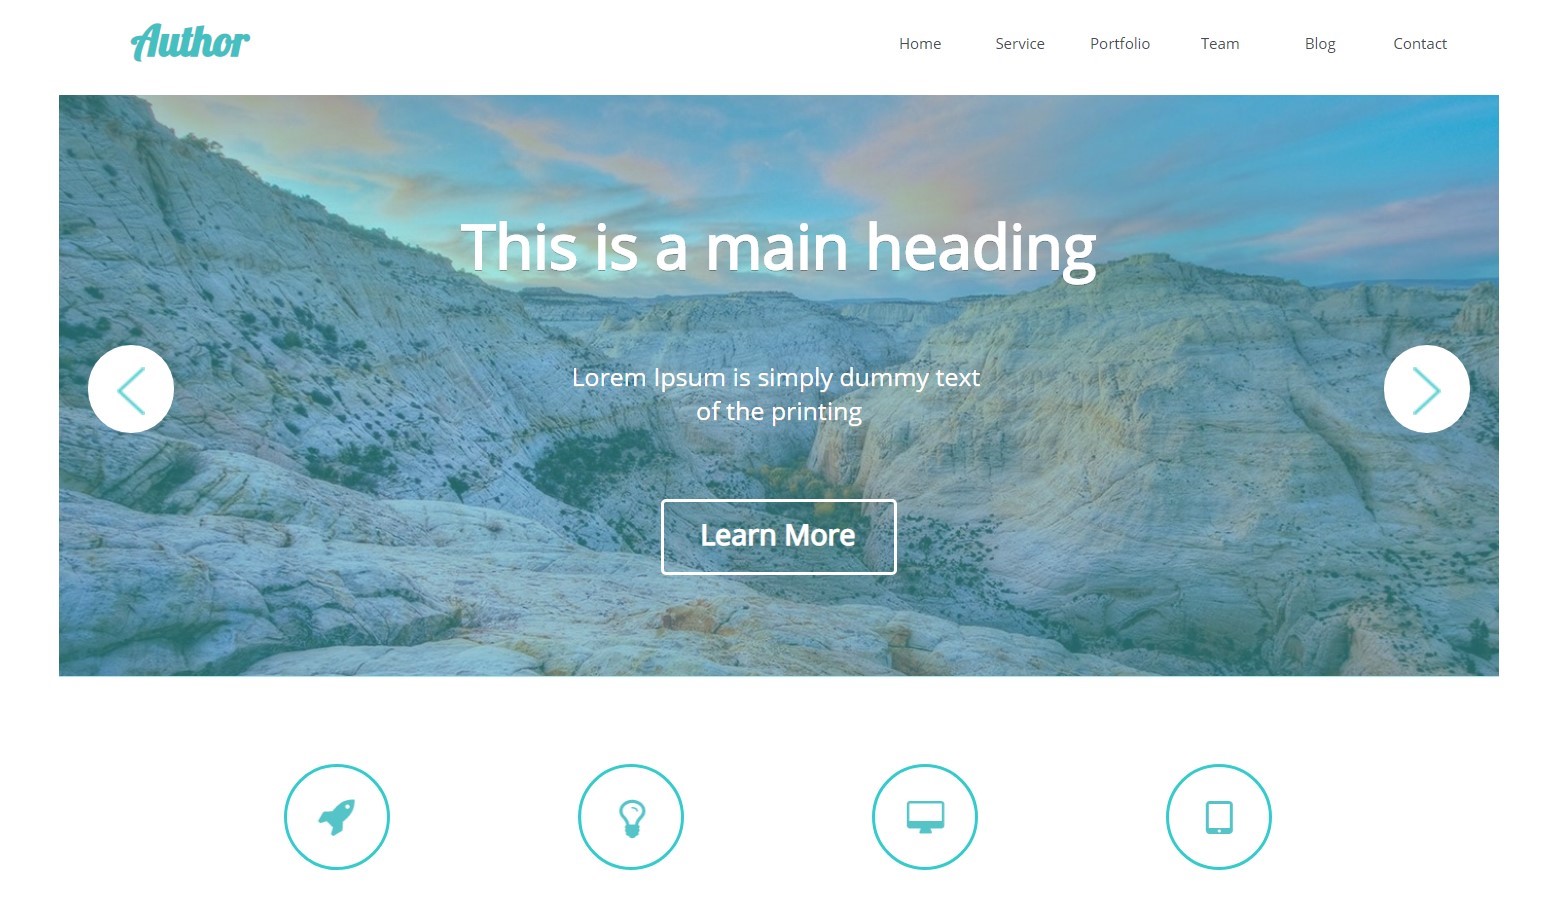 Author
Home Service Portfolio Team Blog Contact
This is a main heading
Lorem Ipsum is simply dummy text
of the printing
Learn More